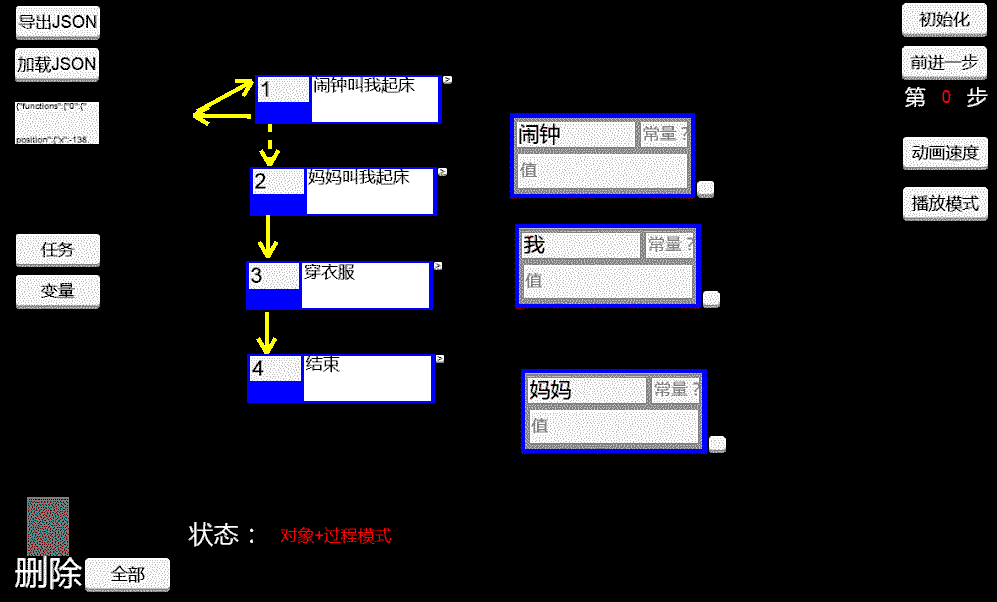 导出JSON
加载JSON
{"functions":{"0":{"
position":{"x":-138.
任务
变量
1
闹钟叫我起床
>
2
妈妈叫我起床
>
3
穿衣服
>
4
结束
>
闹钟
常量?
值
我
常量?
值
妈妈
常量?
值
初始化
前进一步
第 0 步
动画速度
播放模式
状态：
对象+过程模式
删除
全部